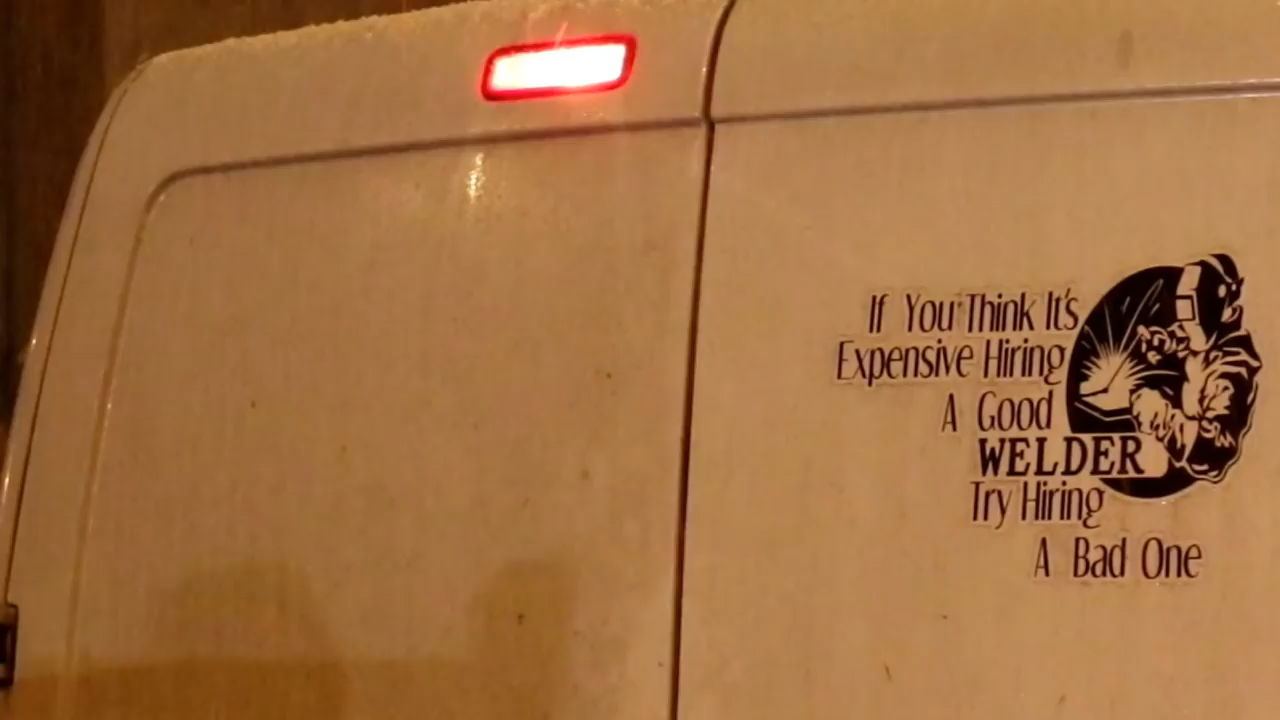 If You Think It's
Expensive Hiring
A Good
WELDER
Try Hiring
A Bad One